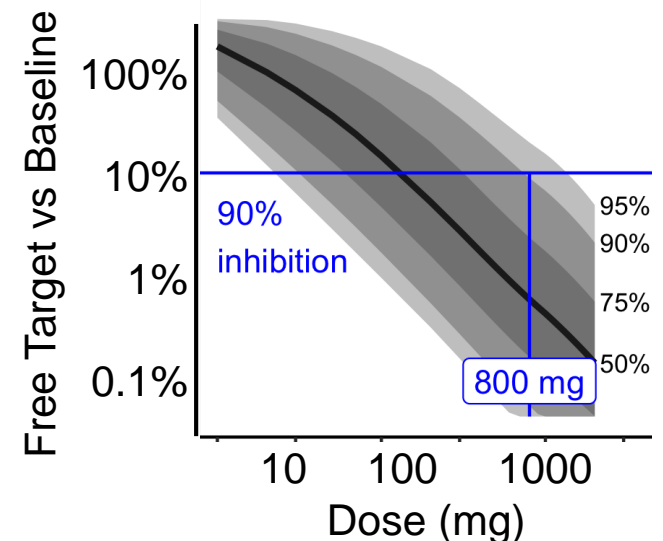 Free Target vs Baseline
100%
10%
1%
0.1%
90%
inhibition
95%
90%
75%
50%
800 mg
10 100 1000
Dose (mg)